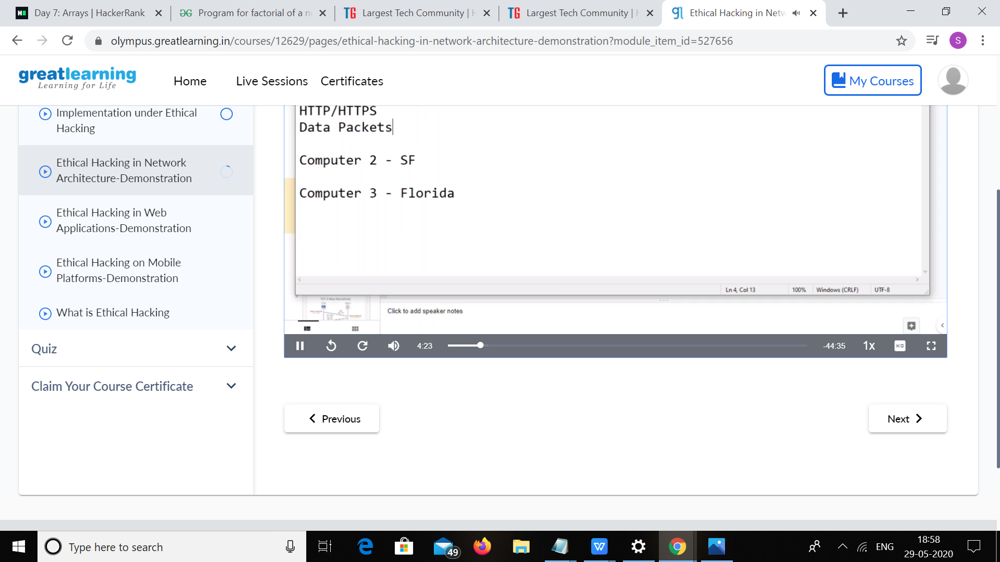 Day 7: Arrays | HackerRank
Program for factorial of a n
Largest Tech Community |
Largest Tech Community |
Ethical Hacking in Netw
olympus.greatlearning.in/courses/12629/pages/ethical-hacking-in-network-architecture-demonstration?module_item_id=527656
S
greatlearning
Learning for Life
Home
Live Sessions
Certificates
My Courses
Implementation under Ethical
Hacking
Ethical Hacking in Network
Architecture-Demonstration
Ethical Hacking in Web
Applications-Demonstration
Ethical Hacking on Mobile
Platforms-Demonstration
What is Ethical Hacking
Quiz
Claim Your Course Certificate
HTTP/HTTPS
Data Packets
Computer 2 - SF
Computer 3 - Florida
Ln 4, Col 13
100%
Windows (CRLF)
UTF-8
Click to add speaker notes
4:23
-44:35
1x
HD
Previous
Next
Type here to search
49
ENG
18:58
29-05-2020